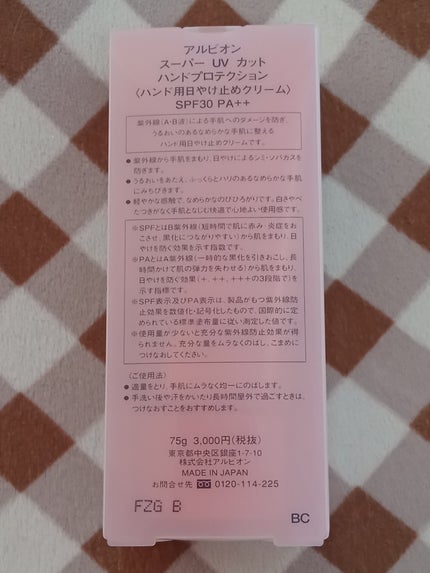 アルビオン
スーパー UV カット
ハンドプロテクション
〈ハンド用日やけ止めクリーム〉
SPF30 PA++
紫外線(A・B波)による手肌へのダメージを防ぎ、
うるおいのあるなめらかな手肌に整える
ハンド用日やけ止めクリームです。
●紫外線から手肌をまもり、日やけによるシミ・ソバカスを
防ぎます。
●うるおいをあたえ、ふっくらとハリのあるなめらかな手肌
にみちびきます。
●軽やかな感触で、なめらかなのびひろがりです。白さやべ
たつきがなく手肌となじむ快適で心地よい使用感です。
※SPFとはB紫外線(短時間で肌に赤み・炎症をお
こさせ 黒化につながりやすい)から肌をまもり、日
やけを防ぐ効果を示す指数です。
※PAとはA紫外線(一時的な黒化を引きおこし、長
時間かけて肌の弾力を失わせる)から肌をまもり、
日やけを防ぐ効果(+、++、+++の3段階で)を
示す指標です。
※SPF表示及びPA表示は、製品がもつ紫外線防
止効果を数値化・記号化したもので、国際的に定
められている標準塗布量に従い測定した値です。
※使用量が少ないと充分な紫外線防止効果が得
られません。充分な量をムラなくのばし、こまめに
つけなおしてください。
〈ご使用法〉
●適量をとり、手肌にムラなく均一にのばします。
●手洗い後や汗をかいたり長時間屋外で過ごすときは、
つけなおすことをおすすめします。
75g 3,000円(税抜)
東京都中央区銀座1-7-10
株式会社アルビオン
MADE IN JAPAN
お問合せ先 0120-114-225
FZG B
BC